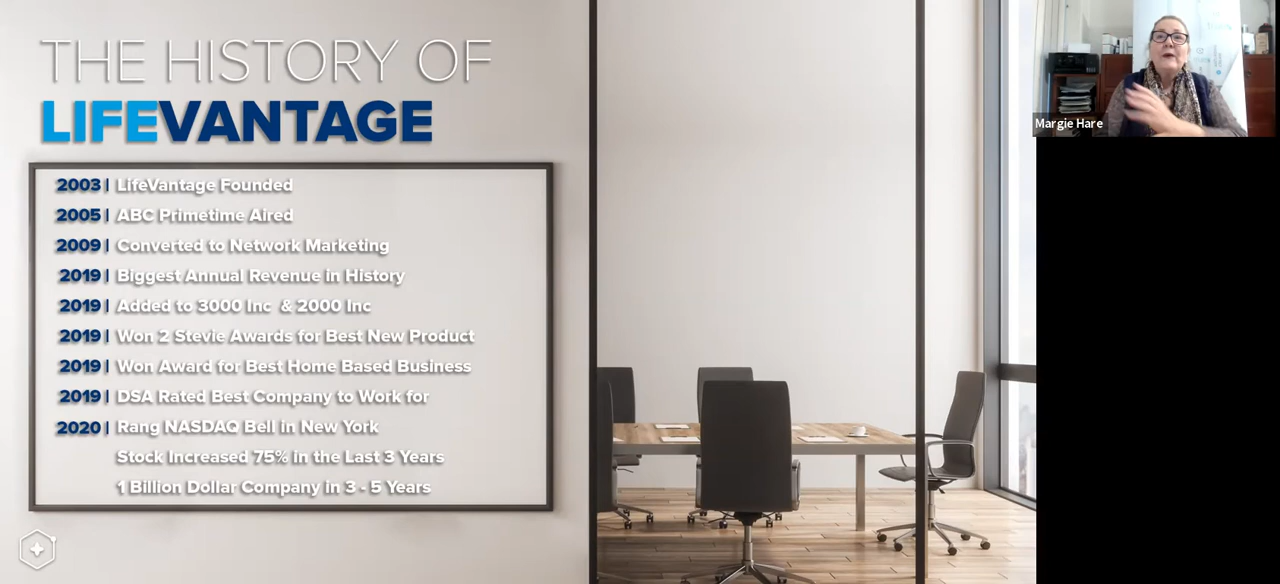 THE HISTORY OF
LIFEVANTAGE
2003 | LifeVantage Founded
2005 | ABC Primetime Aired
2009 | Converted to Network Marketing
2019 | Biggest Annual Revenue in History
2019 | Added to 3000 Inc & 2000 Inc
2019 | Won 2 Stevie Awards for Best New Product
2019 | Won Award for Best Home Based Business
2019 | DSA Rated Best Company to Work for
2020 | Rang NASDAQ Bell in New York
Stock Increased 75% in the Last 3 Years
1 Billion Dollar Company in 3 - 5 Years
Margie Hare